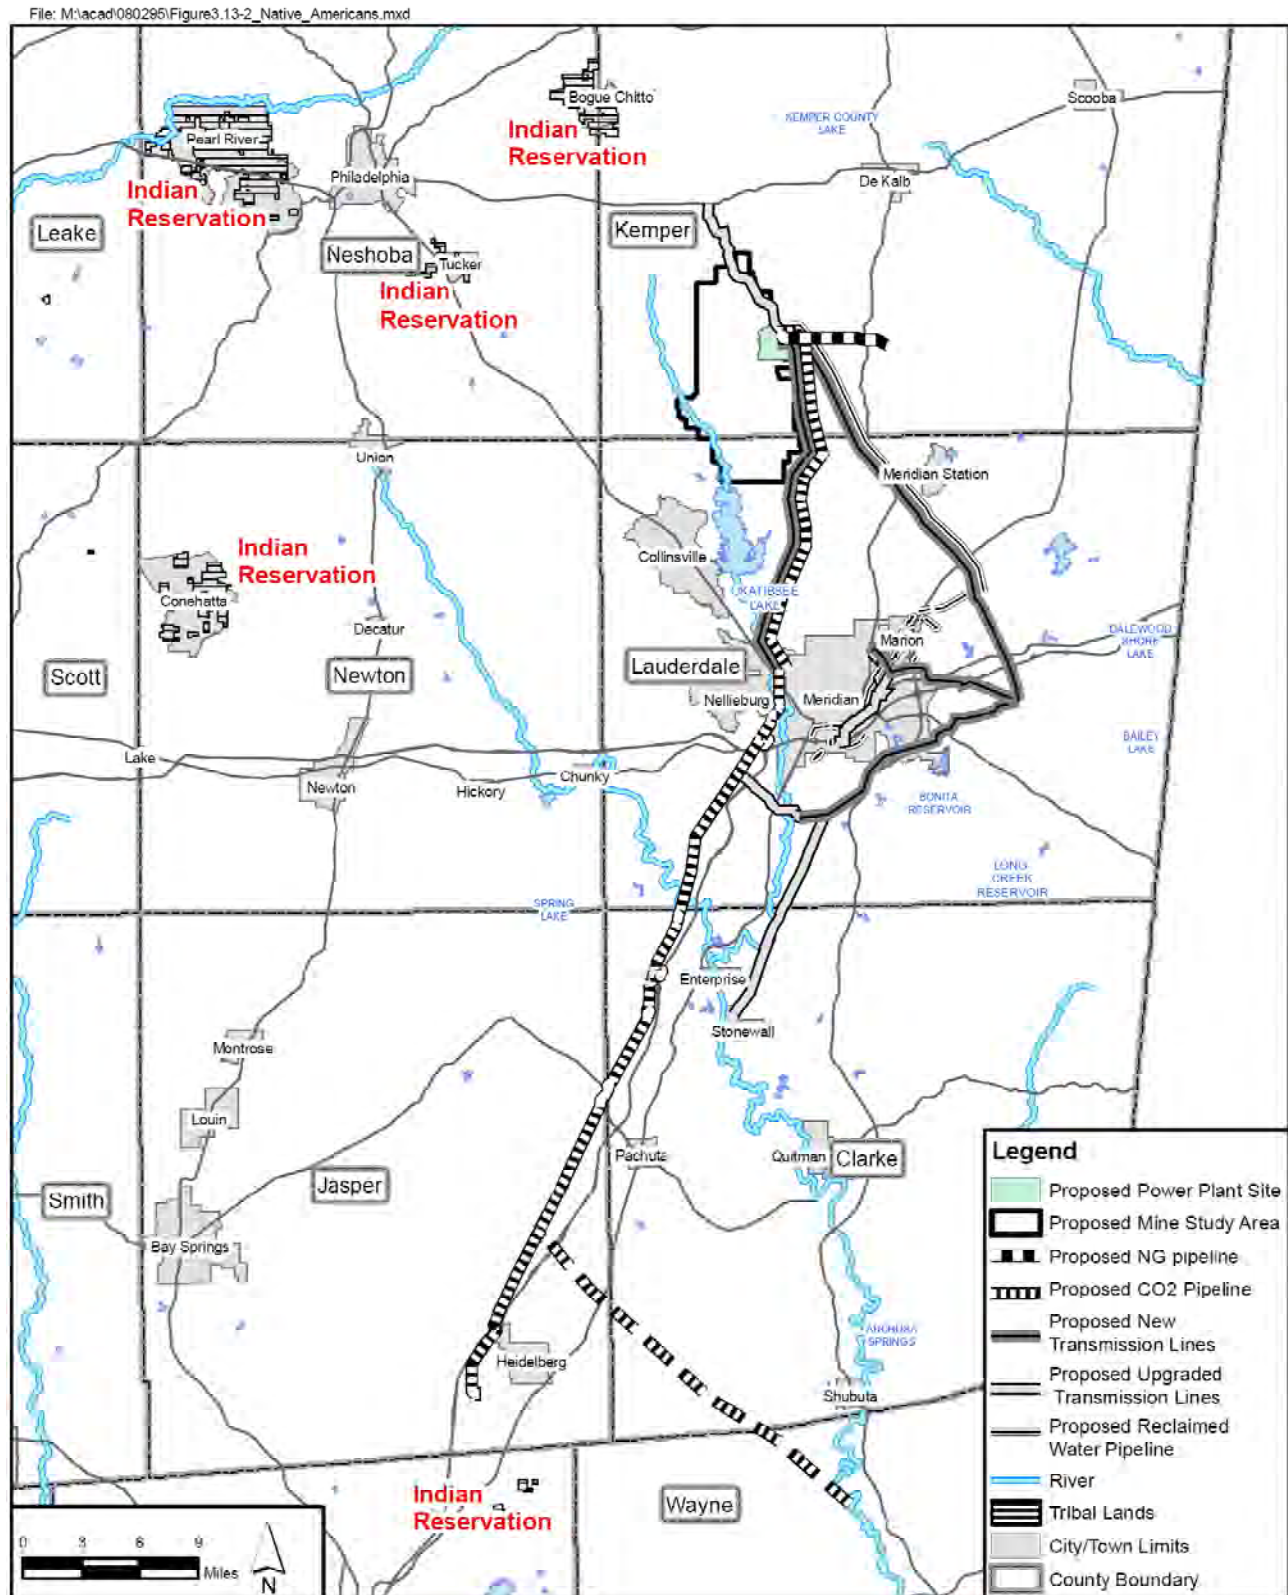 File: M:\acad\080295\Figure3.13-2_Native_Americans.mxd
Bogue Chitto
Scooba
KEMPER COUNTY
LAKE
Pearl River
Indian
Reservation
Philadelphia
De Kalb
Indian
Reservation
Leake
Kemper
Neshoba
Tucker
Indian
Reservation
Union
Meridian Station
Indian
Reservation
Collinsville
Conehatta
OKATIBBEE
LAKE
Decatur
Marion
DALEWOOD
SHORE
LAKE
Scott
Newton
Lauderdale
Nellieburg
Meridian
BAILEY
LAKE
Lake
Newton
Hickory
Chunky
BONITA
RESERVOIR
LONG
CREEK
RESERVOIR
SPRING
LAKE
Enterprise
Stonewall
Montrose
Louin
Pachuta
Quitman
Clarke
Jasper
Smith
Bay Springs
ARCHUSA
SPRINGS
Heidelberg
Shubuta
Indian
Reservation
Wayne
Legend
Proposed Power Plant Site
Proposed Mine Study Area
Proposed NG pipeline
Proposed CO2 Pipeline
Proposed New
Transmission Lines
Proposed Upgraded
Transmission Lines
Proposed Reclaimed
Water Pipeline
River
Tribal Lands
City/Town Limits
County Boundary
0 3 6 9
Miles
N